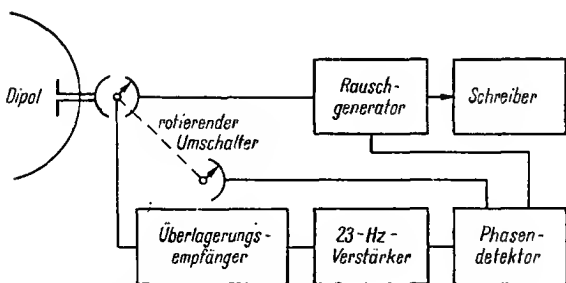 Dipol
Rausch-
generator
Schreiber
rotierender
Umschalter
Überlagerungs-
empfänger
23-Hz-
Verstärker
Phasen-
detektor